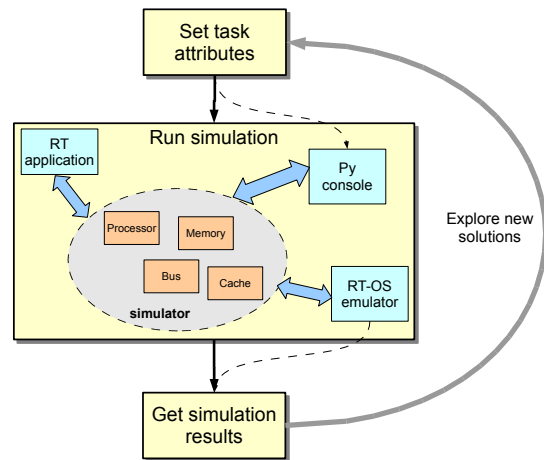 Set task
attributes
Run simulation
RT
application
Py
console
Processor
Memory
Bus
Cache
simulator
RT-OS
emulator
Explore new
solutions
Get simulation
results